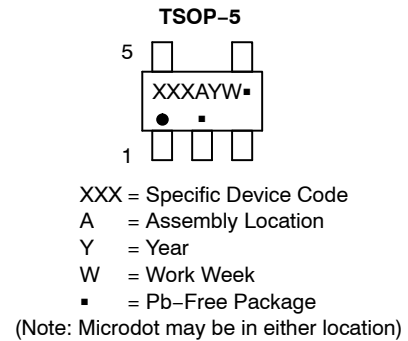 TSOP−5
5
XXXAYW▪
▪
1
XXX = Specific Device Code
A = Assembly Location
Y = Year
W = Work Week
▪ = Pb−Free Package
(Note: Microdot may be in either location)